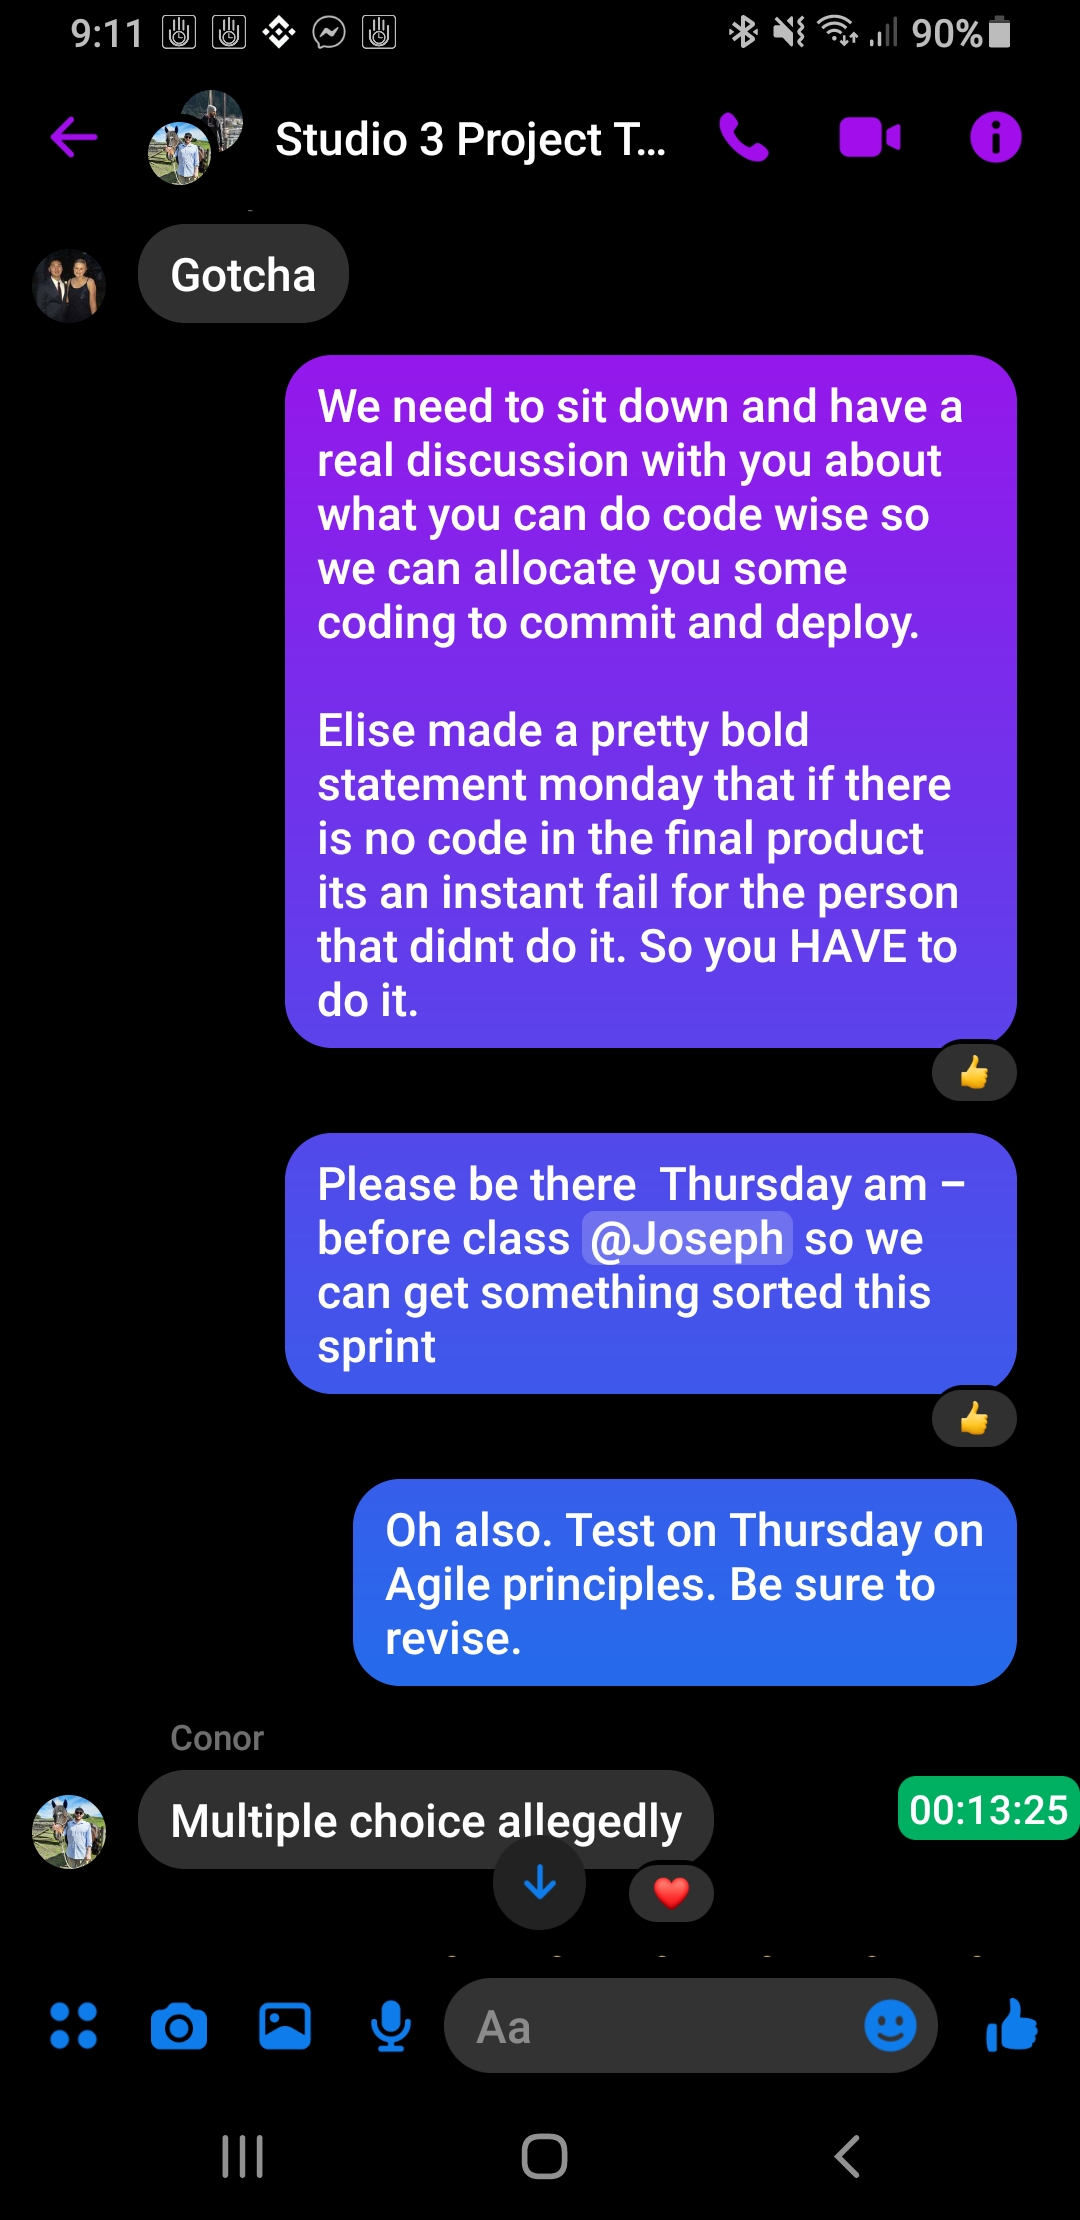 9:11
90%
Studio 3 Project T...
Gotcha
We need to sit down and have a
real discussion with you about
what you can do code wise so
we can allocate you some
coding to commit and deploy.
Elise made a pretty bold
statement monday that if there
is no code in the final product
its an instant fail for the person
that didnt do it. So you HAVE to
do it.
Please be there  Thursday am –
before class @Joseph so we
can get something sorted this
sprint
Oh also. Test on Thursday on
Agile principles. Be sure to
revise.
Conor
Multiple choice allegedly
00:13:25
Aa